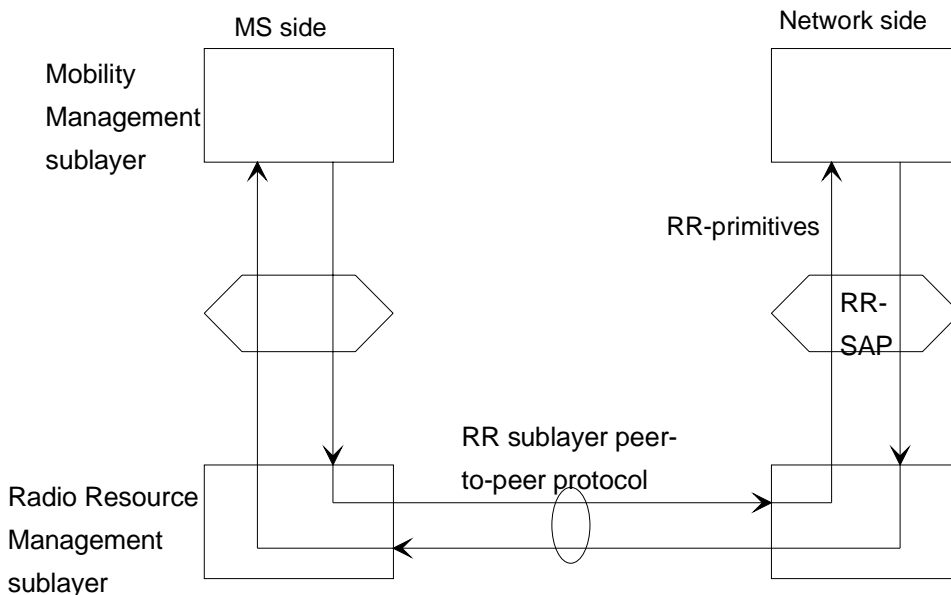 MS side
Network side
Mobility
Management
sublayer
RR-primitives
RR-
SAP
RR sublayer peer-
to-peer protocol
Radio Resource
Management
sublayer